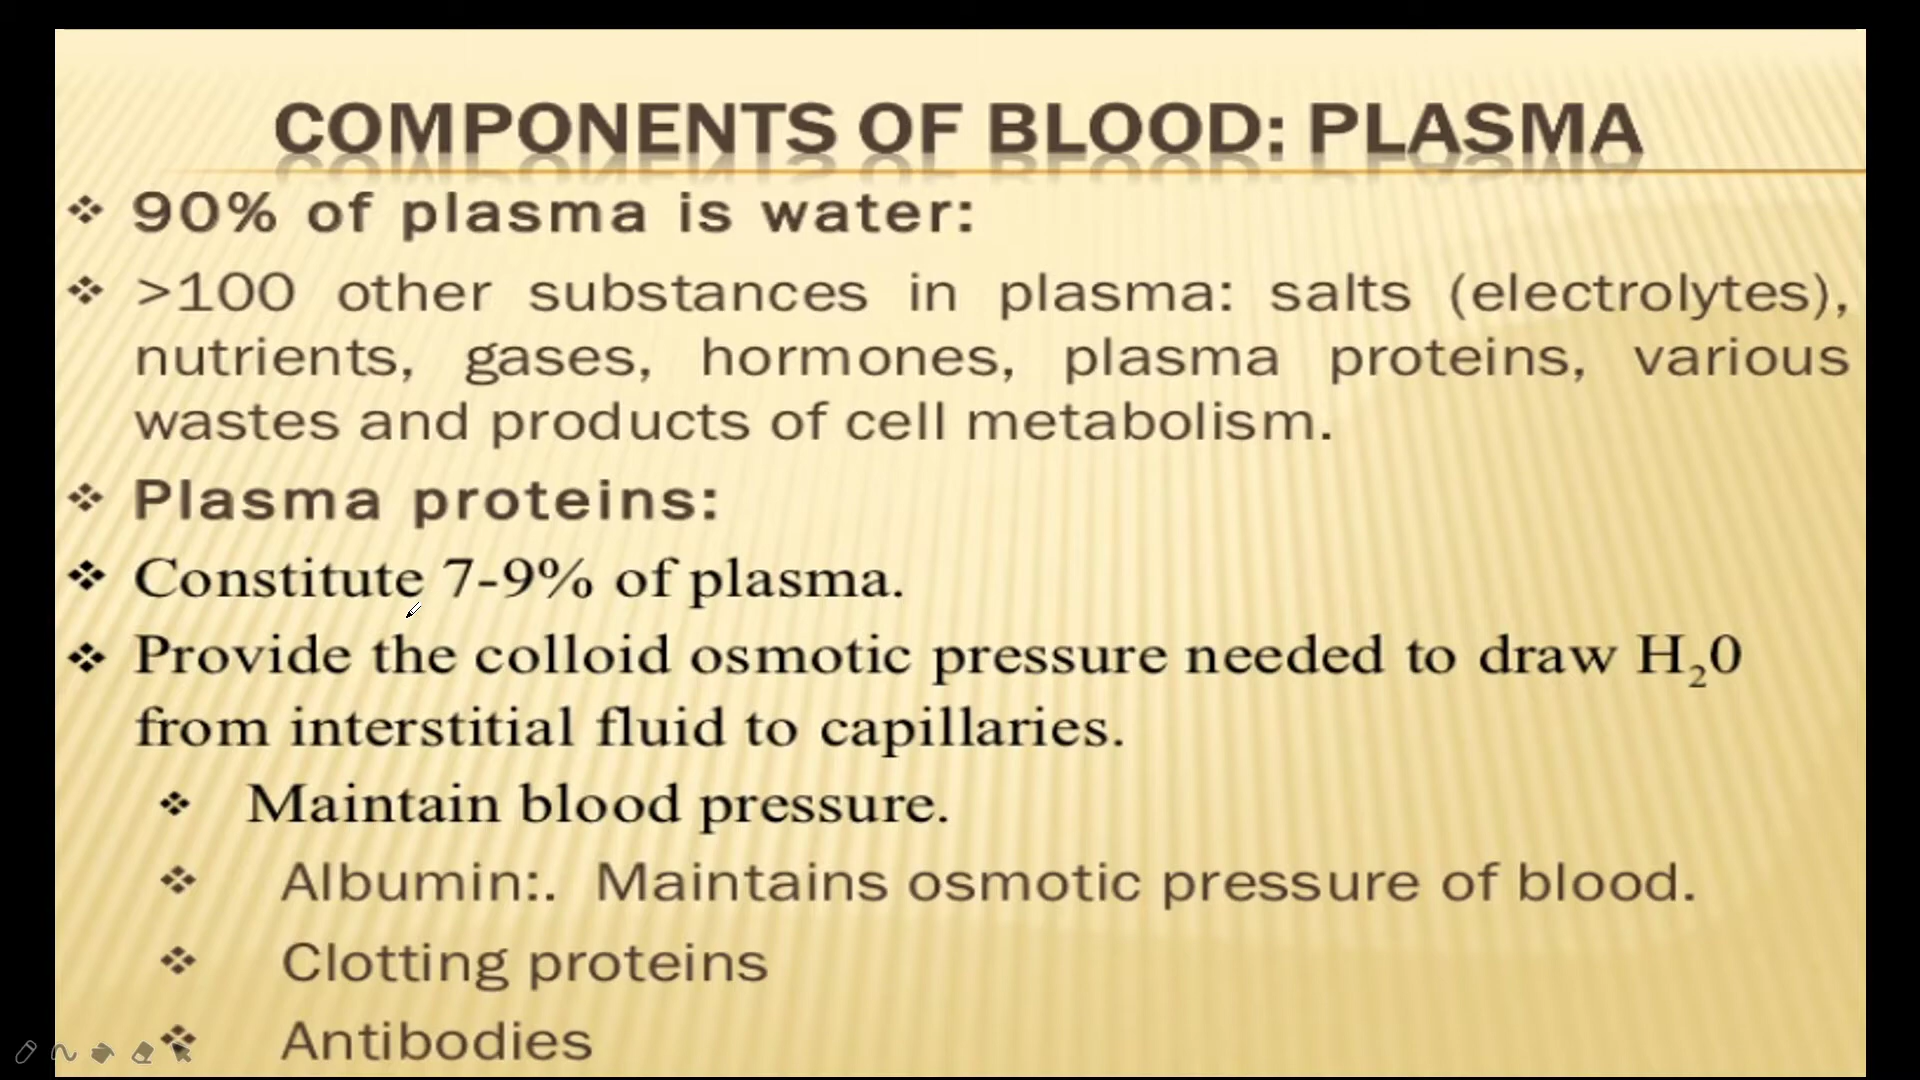 COMPONENTS OF BLOOD: PLASMA
❖ 90% of plasma is water:
❖ >100 other substances in plasma: salts (electrolytes),
nutrients, gases, hormones, plasma proteins, various
wastes and products of cell metabolism.
❖ Plasma proteins:
❖ Constitute 7-9% of plasma.
❖ Provide the colloid osmotic pressure needed to draw H₂0
from interstitial fluid to capillaries.
❖ Maintain blood pressure.
❖ Albumin:. Maintains osmotic pressure of blood.
❖ Clotting proteins
❖ Antibodies